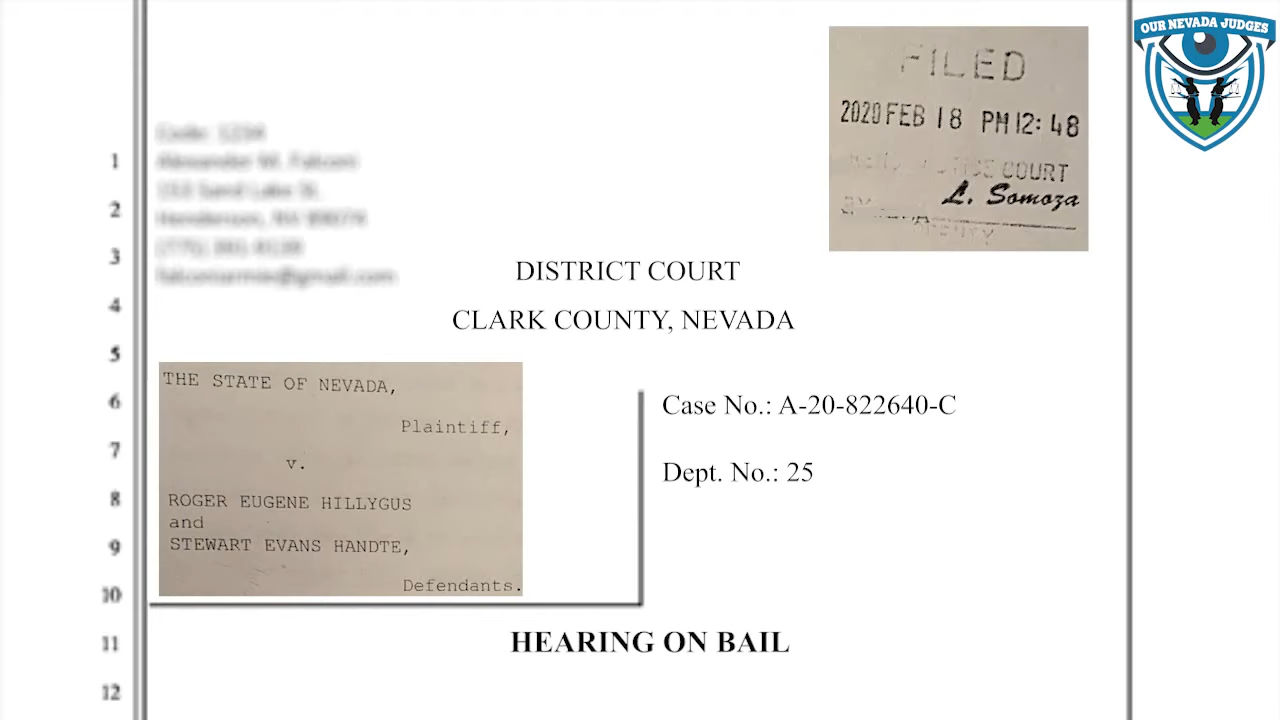 OUR NEVADA JUDGES
FILED
2020 FEB 18 PM 12:48
COURT
L. Somoza
1
2
3
4
5
6
7
8
9
10
11
12
DISTRICT COURT
CLARK COUNTY, NEVADA
THE STATE OF NEVADA,
Plaintiff,
v.
ROGER EUGENE HILLYGUS
and
STEWART EVANS HANDTE,
Defendants.
Case No.: A-20-822640-C
Dept. No.: 25
HEARING ON BAIL